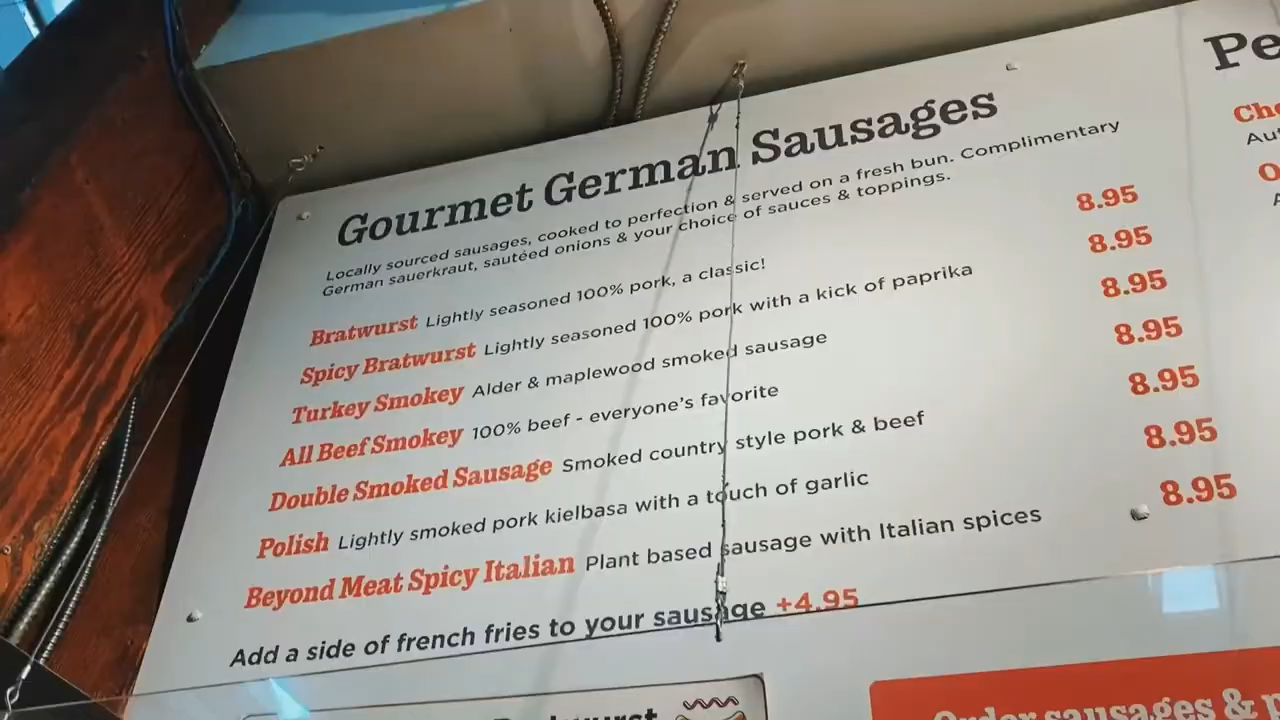 Gourmet German Sausages
Locally sourced sausages, cooked to perfection & served on a fresh bun. Complimentary
German sauerkraut, sautéed onions & your choice of sauces & toppings.
Bratwurst Lightly seasoned 100% pork, a classic! 8.95
Spicy Bratwurst Lightly seasoned 100% pork with a kick of paprika 8.95
Turkey Smokey Alder & maplewood smoked sausage 8.95
All Beef Smokey 100% beef - everyone's favorite 8.95
Double Smoked Sausage Smoked country style pork & beef 8.95
Polish Lightly smoked pork kielbasa with a touch of garlic 8.95
Beyond Meat Spicy Italian Plant based sausage with Italian spices 8.95
Add a side of french fries to your sausage +4.95
Pe
Order sausages &